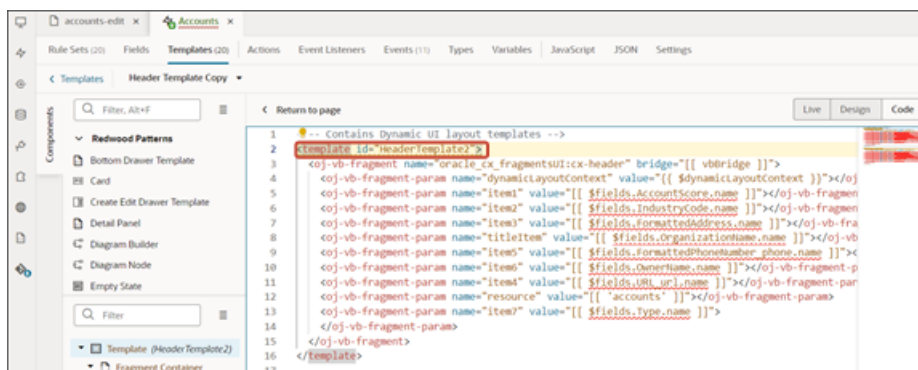 accounts-edit ×
Accounts ×
Rule Sets (20) Fields Templates (20) Actions Event Listeners Events (11) Types Variables JavaScript JSON Settings
< Templates Header Template Copy
Components
Filter, Alt+F
Redwood Patterns
Bottom Drawer Template
Card
Create Edit Drawer Template
Detail Panel
Diagram Builder
Diagram Node
Empty State
Filter
Template (HeaderTemplate2)
Fragment Container
< Return to page
Live Design Code
1 -- Contains Dynamic UI layout templates -->
2 <template id="HeaderTemplate2">
3 <oj-vb-fragment name="oracle_cx_fragmentsUI:cx-header" bridge="[[ vbBridge ]]">
4 <oj-vb-fragment-param name="dynamicLayoutContext" value="{{ $dynamicLayoutContext }}"></oj
5 <oj-vb-fragment-param name="item1" value="[[ $fields.AccountScore.name ]]"></oj-vb-fragmen
6 <oj-vb-fragment-param name="item2" value="[[ $fields.IndustryCode.name ]]"></oj-vb-fragmen
7 <oj-vb-fragment-param name="item3" value="[[ $fields.FormattedAddress.name ]]"></oj-vb-fra
8 <oj-vb-fragment-param name="titleItem" value="[[ $fields.OrganizationName.name ]]"></oj-vb
9 <oj-vb-fragment-param name="item5" value="[[ $fields.FormattedPhoneNumber_phone.name ]]"><
10 <oj-vb-fragment-param name="item6" value="[[ $fields.OwnerName.name ]]"></oj-vb-fragment-p
11 <oj-vb-fragment-param name="item4" value="[[ $fields.URL_url.name ]]"></oj-vb-fragment-par
12 <oj-vb-fragment-param name="resource" value="[[ 'accounts' ]]"></oj-vb-fragment-param>
13 <oj-vb-fragment-param name="item7" value="[[ $fields.Type.name ]]">
14 </oj-vb-fragment-param>
15 </oj-vb-fragment>
16 </template>